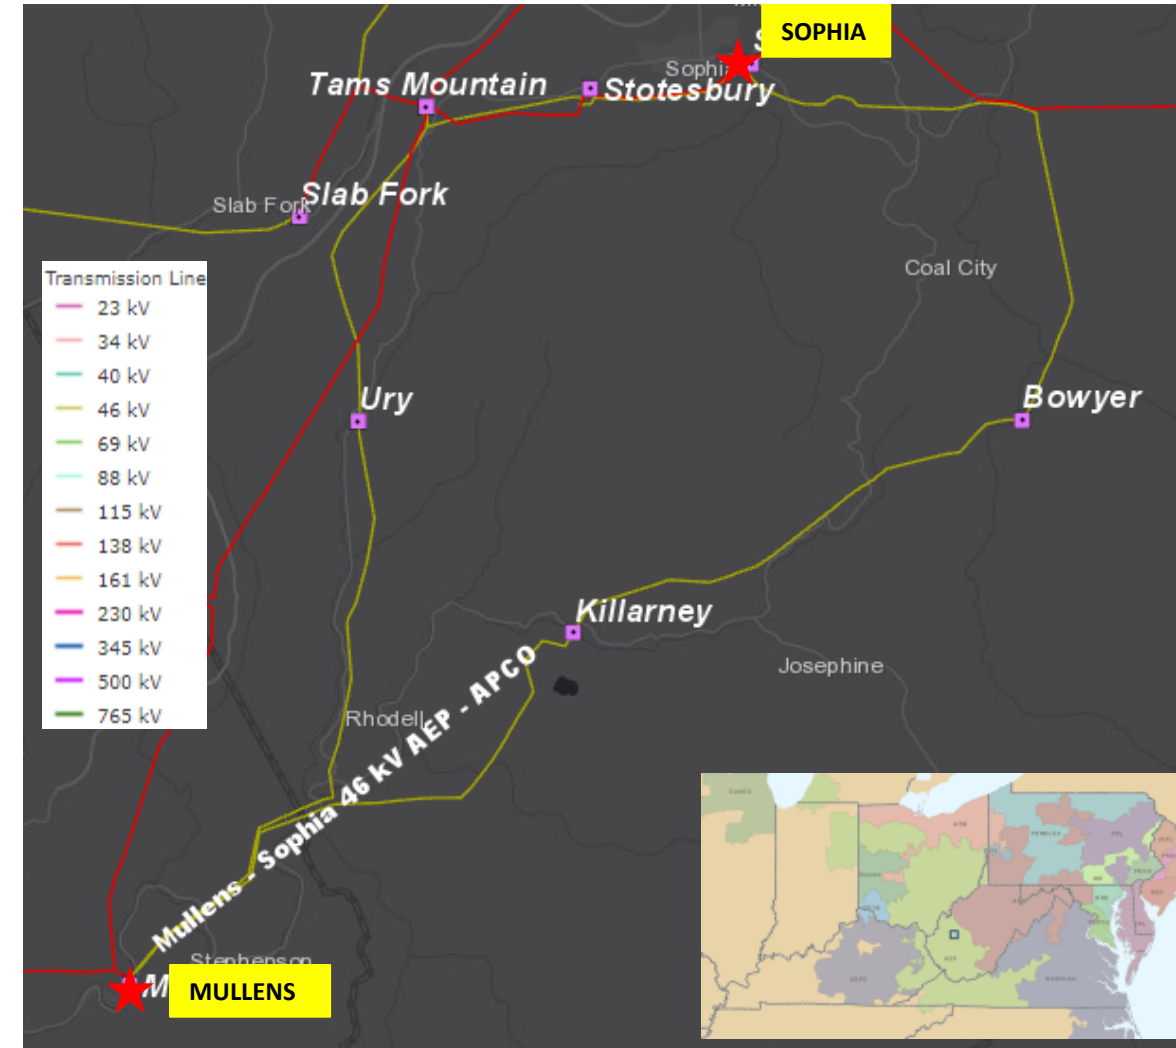 SOPHIA
Sophia
Tams Mountain
Stotesbury
Slab Fork
Slab Fork
Coal City
Transmission Line
23 kV
34 kV
40 kV
46 kV
69 kV
88 kV
115 kV
138 kV
161 kV
230 kV
345 kV
500 kV
765 kV
Ury
Bowyer
Killarney
Josephine
Rhodell
Mullens - Sophia 46 kV AEP - APCO
Stephenson
MULLENS
AEP